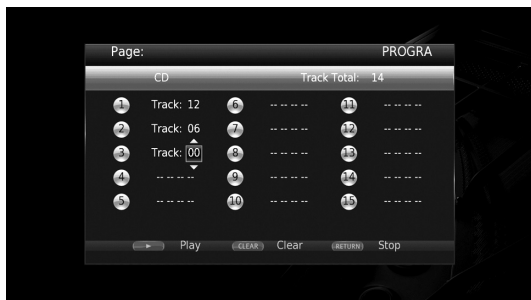 Page: PROGRA
CD Track Total: 14
1 Track: 12 6 -- -- -- -- 11 -- -- -- --
2 Track: 06 7 -- -- -- -- 12 -- -- -- --
3 Track: 00 8 -- -- -- -- 13 -- -- -- --
4 -- -- -- -- 9 -- -- -- -- 14 -- -- -- --
5 -- -- -- -- 10 -- -- -- -- 15 -- -- -- --
Play CLEAR Clear RETURN Stop